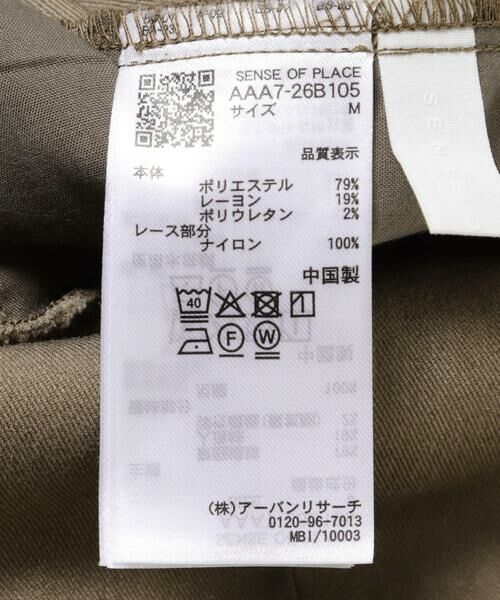 SENSE OF PLACE
AAA7-26B105
サイズ M
品質表示
本体
ポリエステル 79%
レーヨン 19%
ポリウレタン 2%
レース部分
ナイロン 100%
中国製
40
F W
(株)アーバンリサーチ
0120-96-7013
MBI/10003